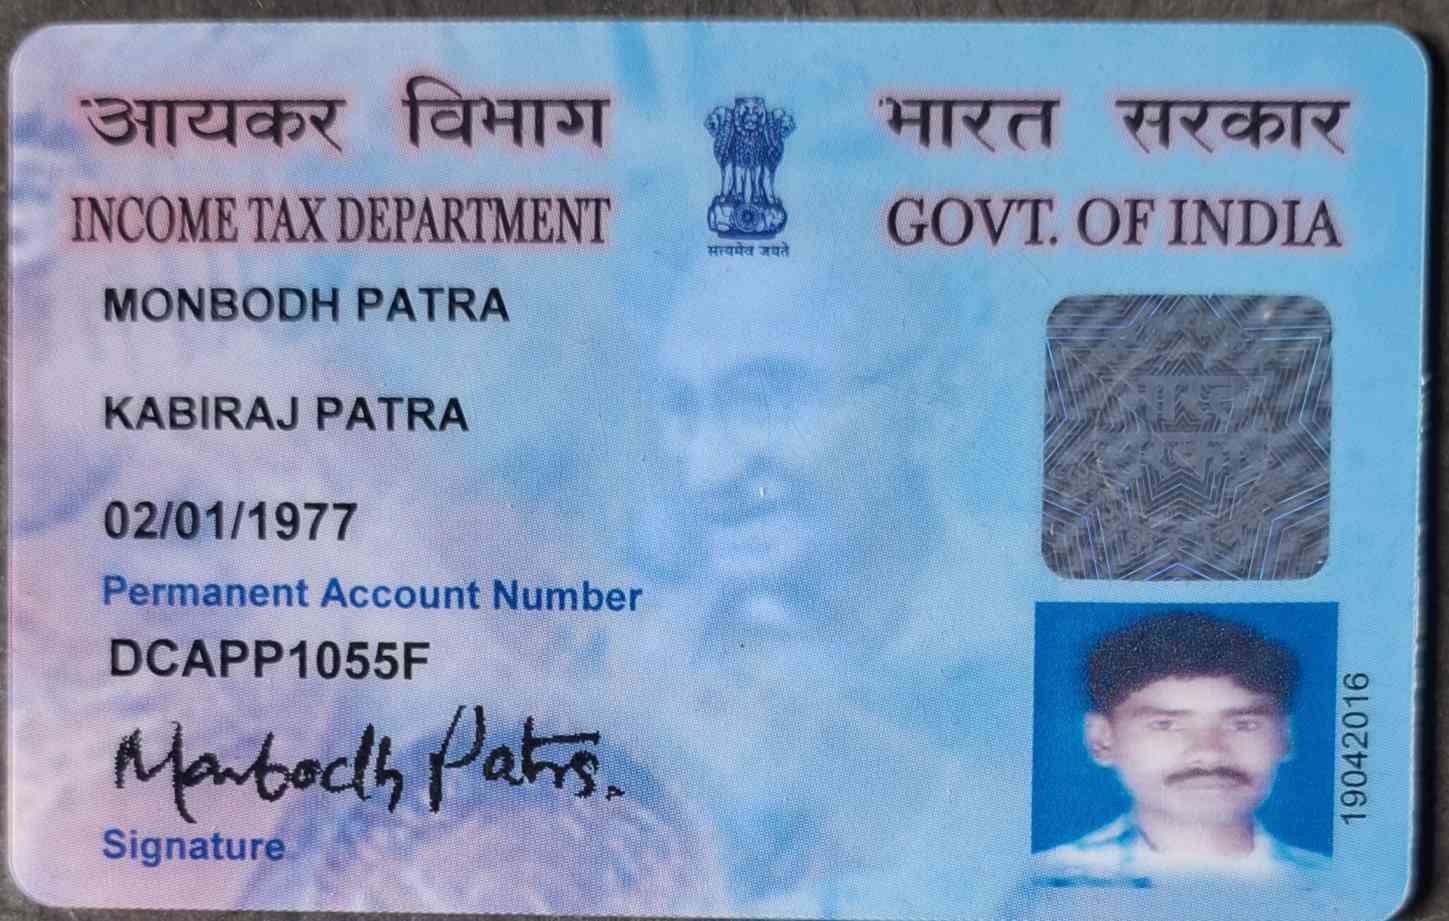 आयकर विभाग
INCOME TAX DEPARTMENT
सत्यमेव जयते
भारत सरकार
GOVT. OF INDIA
MONBODH PATRA
KABIRAJ PATRA
02/01/1977
Permanent Account Number
DCAPP1055F
Monbodh Patra.
Signature
भारत
19042016